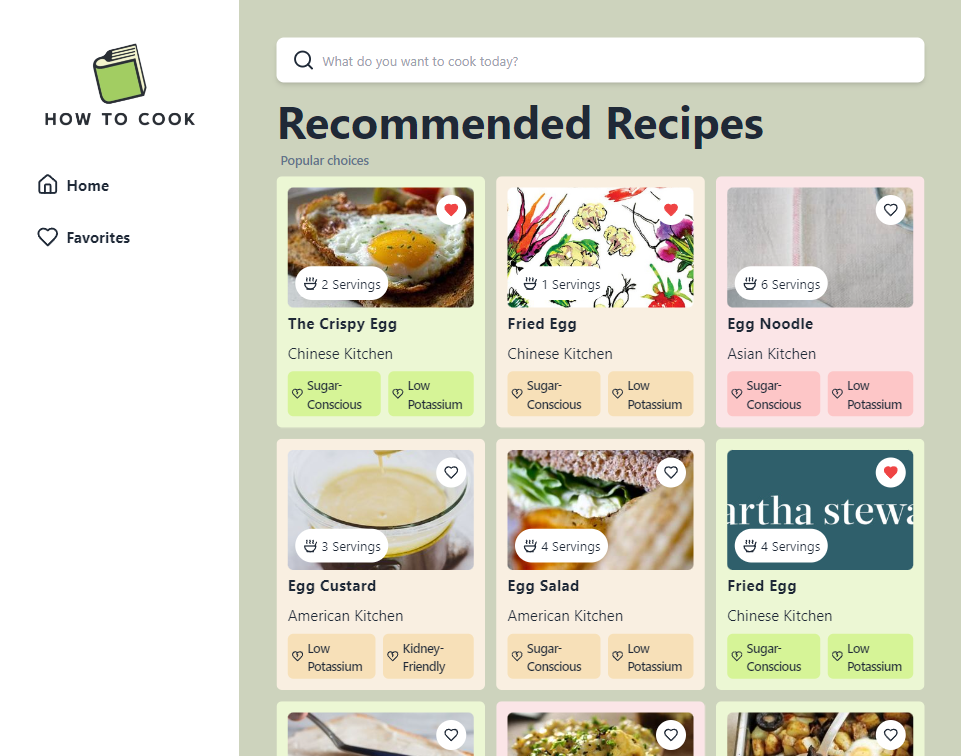 HOW TO COOK
Home
Favorites
What do you want to cook today?
Recommended Recipes
Popular choices
2 Servings
The Crispy Egg
Chinese Kitchen
Sugar-
Conscious
Low
Potassium
1 Servings
Fried Egg
Chinese Kitchen
Sugar-
Conscious
Low
Potassium
6 Servings
Egg Noodle
Asian Kitchen
Sugar-
Conscious
Low
Potassium
3 Servings
Egg Custard
American Kitchen
Low
Potassium
Kidney-
Friendly
4 Servings
Egg Salad
American Kitchen
Sugar-
Conscious
Low
Potassium
artha stewa
4 Servings
Fried Egg
Chinese Kitchen
Sugar-
Conscious
Low
Potassium